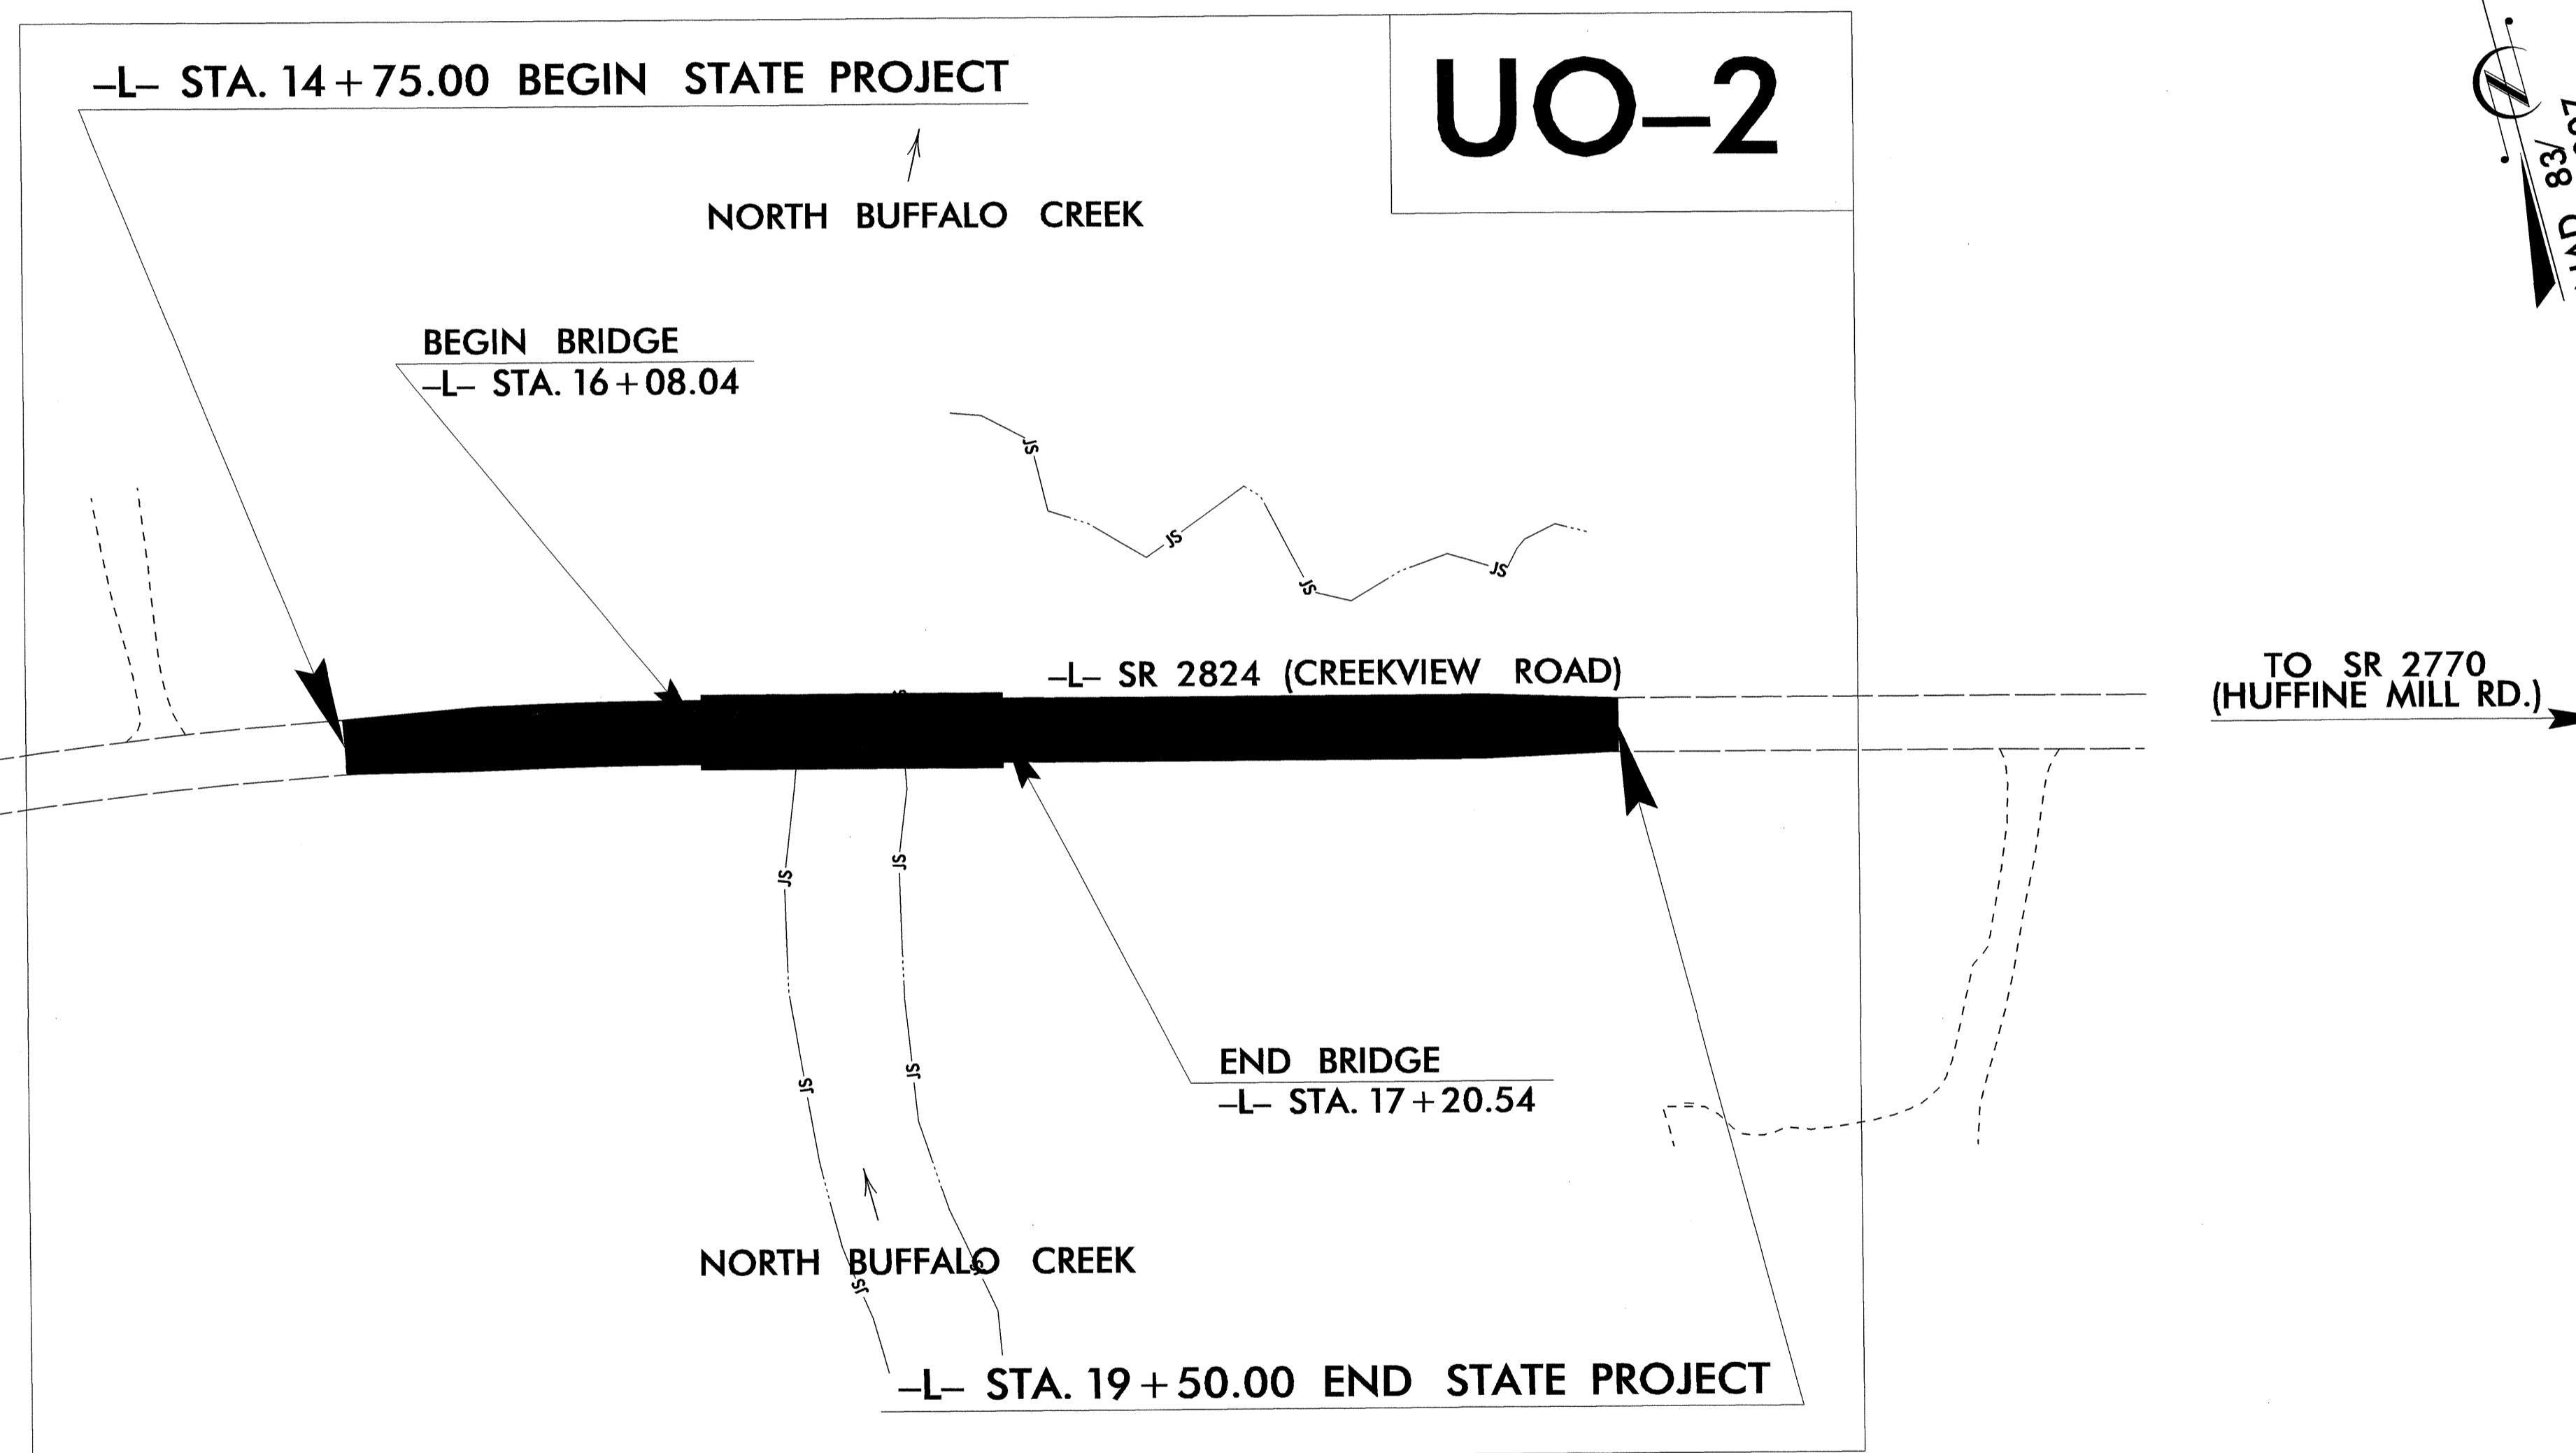 –L– STA. 14+75.00 BEGIN STATE PROJECT
UO–2
NORTH BUFFALO CREEK
83/
BEGIN BRIDGE
–L– STA. 16+08.04
JS
JS
JS
JS
–L– SR 2824 (CREEKVIEW ROAD)
TO SR 2770
(HUFFINE MILL RD.)
JS
JS
JS
JS
END BRIDGE
–L– STA. 17+20.54
NORTH BUFFALO CREEK
JS
–L– STA. 19+50.00 END STATE PROJECT